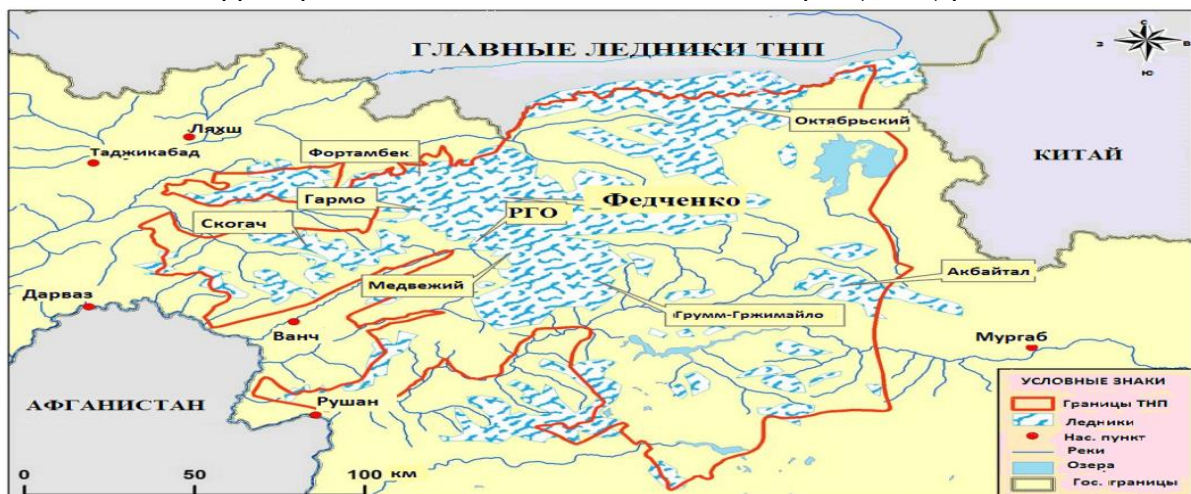 ГЛАВНЫЕ ЛЕДНИКИ ТНП
С
З
В
Ю
Октябрьский
Ляхш
Таджикабад
Фортамбек
КИТАЙ
Гармо
Федченко
РГО
Скогач
Акбайтал
Медвежий
Дарваз
Грумм-Гржимайло
Ванч
Мургаб
АФГАНИСТАН
Рушан
УСЛОВНЫЕ ЗНАКИ
Границы ТНП
Ледники
Нас. пункт
Реки
Озера
Гос. границы
0 50 100 км